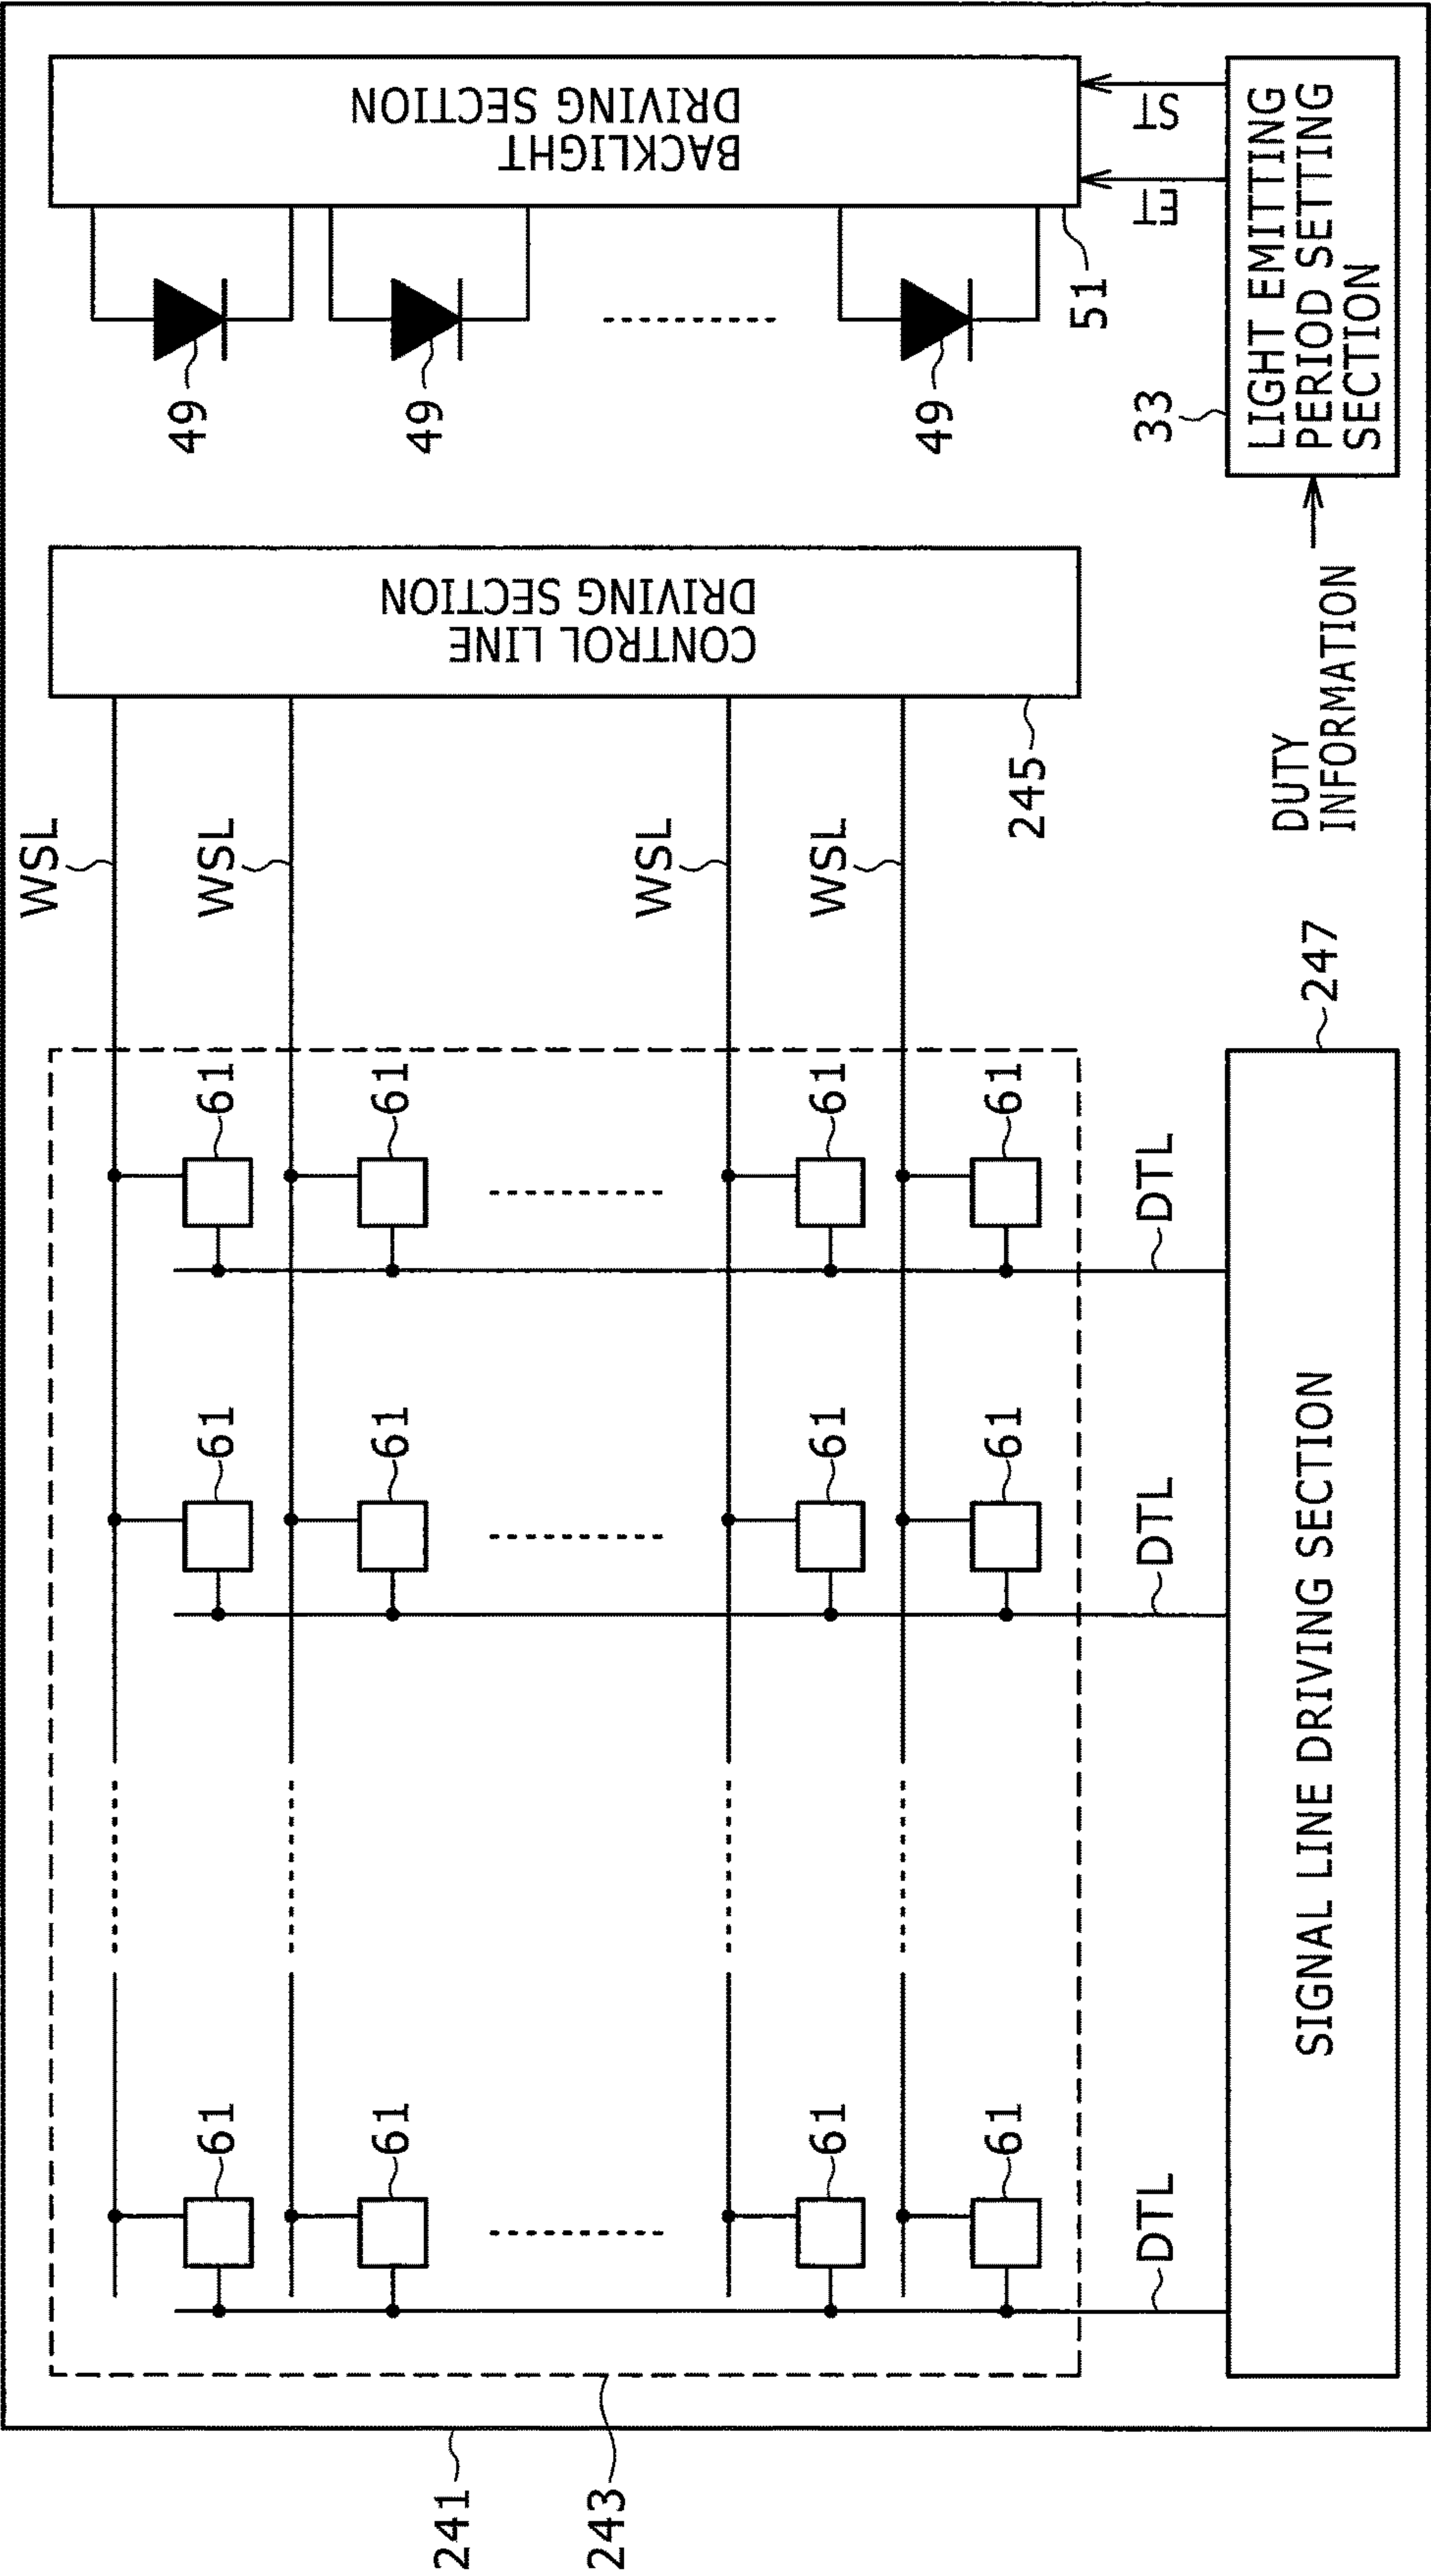 241
243
61
61
61
61
61
61
61
61
61
61
61
61
DTL
DTL
DTL
SIGNAL LINE DRIVING SECTION
247
WSL
WSL
WSL
WSL
245
CONTROL LINE
DRIVING SECTION
DUTY
INFORMATION
33
LIGHT EMITTING
PERIOD SETTING
SECTION
49
49
49
51
ET
ST
BACKLIGHT
DRIVING SECTION